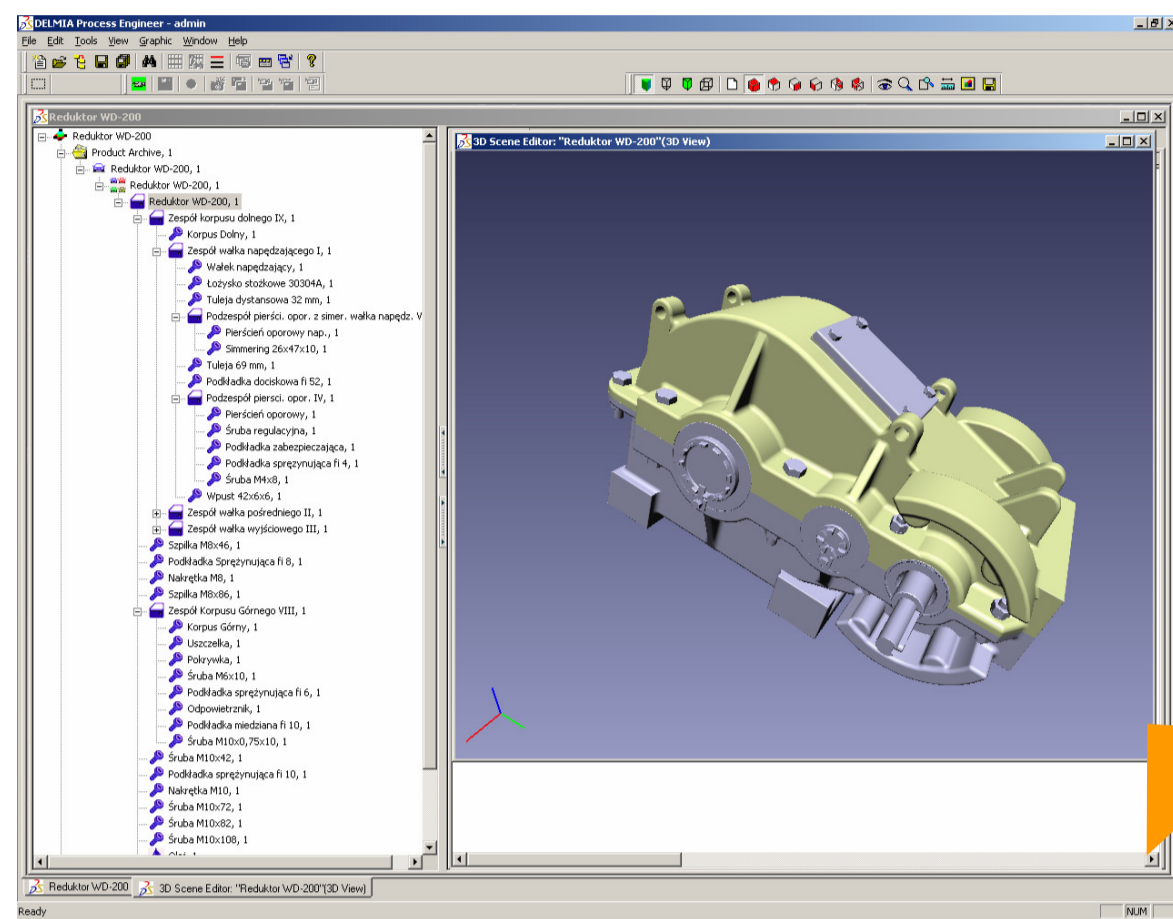 DELMIA Process Engineer - admin
File Edit Tools View Graphic Window Help
Reduktor WD-200
Reduktor WD-200
Product Archive, 1
Reduktor WD-200, 1
Reduktor WD-200, 1
Reduktor WD-200, 1
Zespół korpusu dolnego IX, 1
Korpus Dolny, 1
Zespół wałka napędzającego I, 1
Wałek napędzający, 1
Łożysko stożkowe 30304A, 1
Tuleja dystansowa 32 mm, 1
Podzespół pierści. opor. z simer. wałka napędz. V
Pierścień oporowy nap., 1
Simmering 26x47x10, 1
Tuleja 69 mm, 1
Podkładka dociskowa fi 52, 1
Podzespół piersci. opor. IV, 1
Pierścień oporowy, 1
Śruba regulacyjna, 1
Podkładka zabezpieczająca, 1
Podkładka sprężynująca fi 4, 1
Śruba M4x8, 1
Wpust 42x6x6, 1
Zespół wałka pośredniego II, 1
Zespół wałka wyjściowego III, 1
Szpilka M8x46, 1
Podkładka Sprężynująca fi 8, 1
Nakrętka M8, 1
Szpilka M8x86, 1
Zespół Korpusu Górnego VIII, 1
Korpus Górny, 1
Uszczelka, 1
Pokrywka, 1
Śruba M6x10, 1
Podkładka sprężynująca fi 6, 1
Odpowietrznik, 1
Podkładka miedziana fi 10, 1
Śruba M10x0,75x10, 1
Śruba M10x42, 1
Podkładka sprężynująca fi 10, 1
Nakrętka M10, 1
Śruba M10x72, 1
Śruba M10x82, 1
Śruba M10x108, 1
3D Scene Editor: "Reduktor WD-200"(3D View)
Reduktor WD-200
3D Scene Editor: "Reduktor WD-200"(3D View)
Ready
NUM